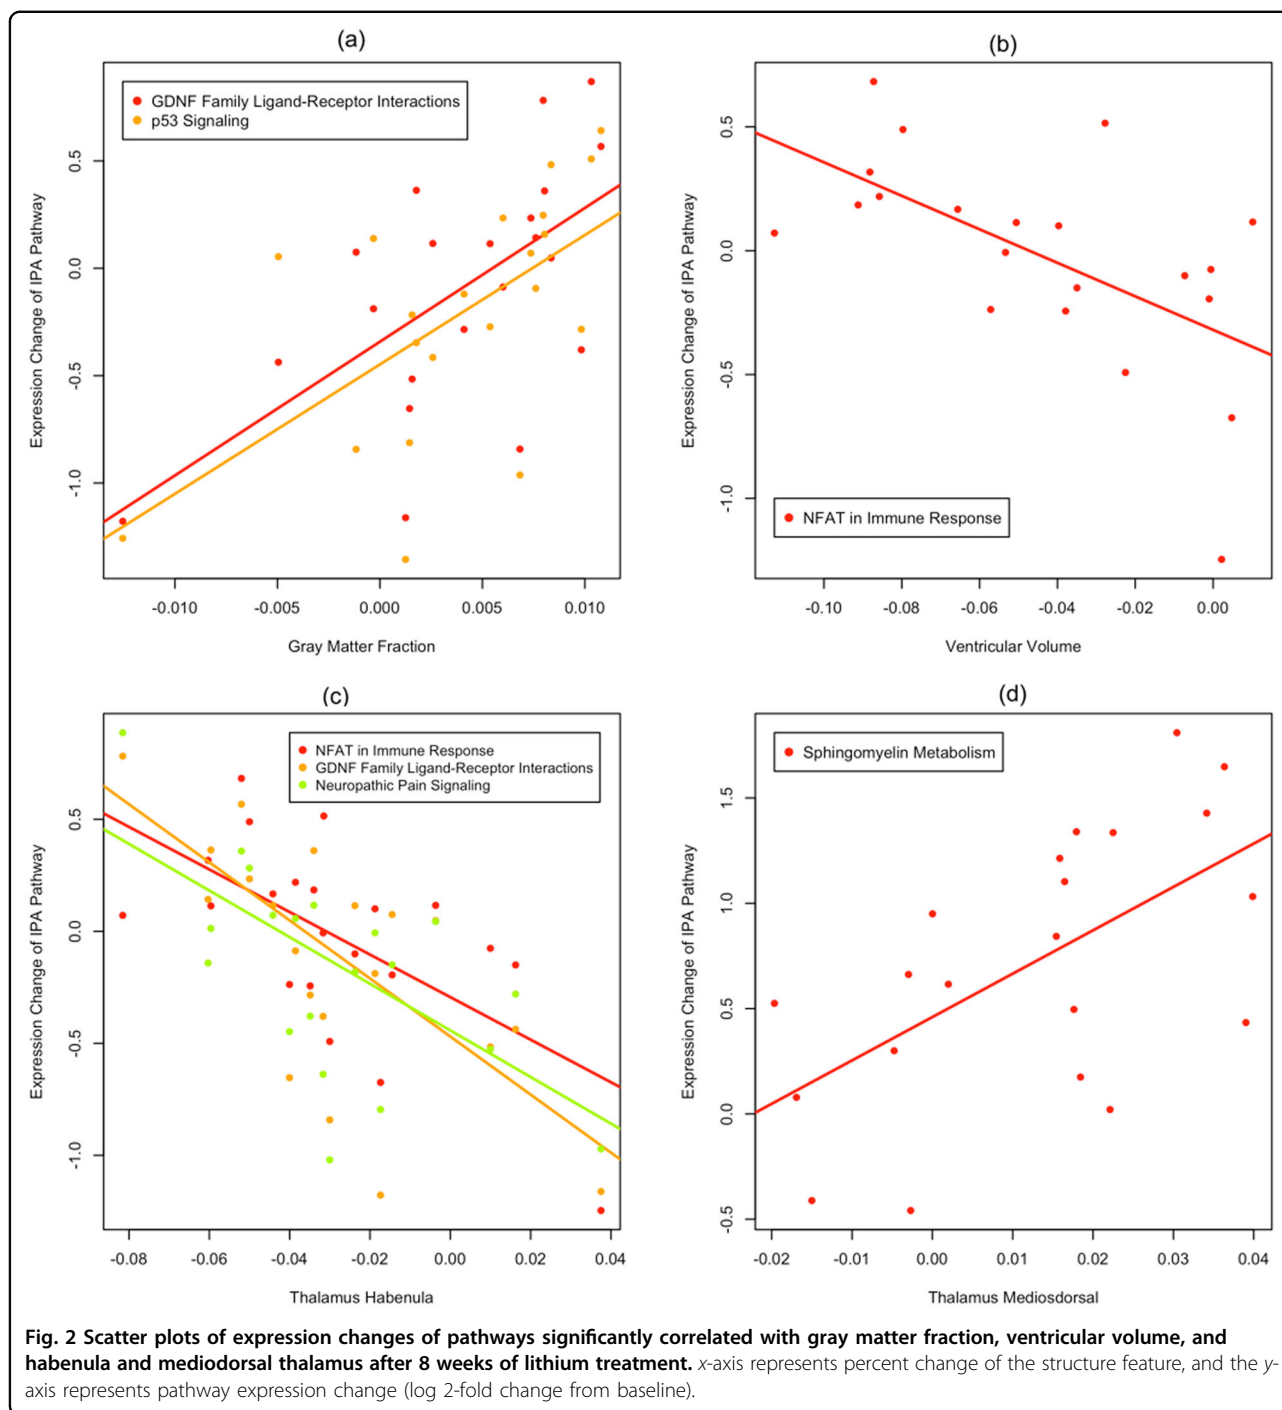 (a)
GDNF Family Ligand-Receptor Interactions
p53 Signaling
Expression Change of IPA Pathway
0.5
0.0
-0.5
-1.0
-0.010 -0.005 0.000 0.005 0.010
Gray Matter Fraction
(b)
NFAT in Immune Response
Expression Change of IPA Pathway
0.5
0.0
-0.5
-1.0
-0.10 -0.08 -0.06 -0.04 -0.02 0.00
Ventricular Volume
(c)
NFAT in Immune Response
GDNF Family Ligand-Receptor Interactions
Neuropathic Pain Signaling
Expression Change of IPA Pathway
0.5
0.0
-0.5
-1.0
-0.08 -0.06 -0.04 -0.02 0.00 0.02 0.04
Thalamus Habenula
(d)
Sphingomyelin Metabolism
Expression Change of IPA Pathway
1.5
1.0
0.5
0.0
-0.5
-0.02 -0.01 0.00 0.01 0.02 0.03 0.04
Thalamus Mediosdorsal
Fig. 2 Scatter plots of expression changes of pathways significantly correlated with gray matter fraction, ventricular volume, and
habenula and mediodorsal thalamus after 8 weeks of lithium treatment. x-axis represents percent change of the structure feature, and the y-
axis represents pathway expression change (log 2-fold change from baseline).